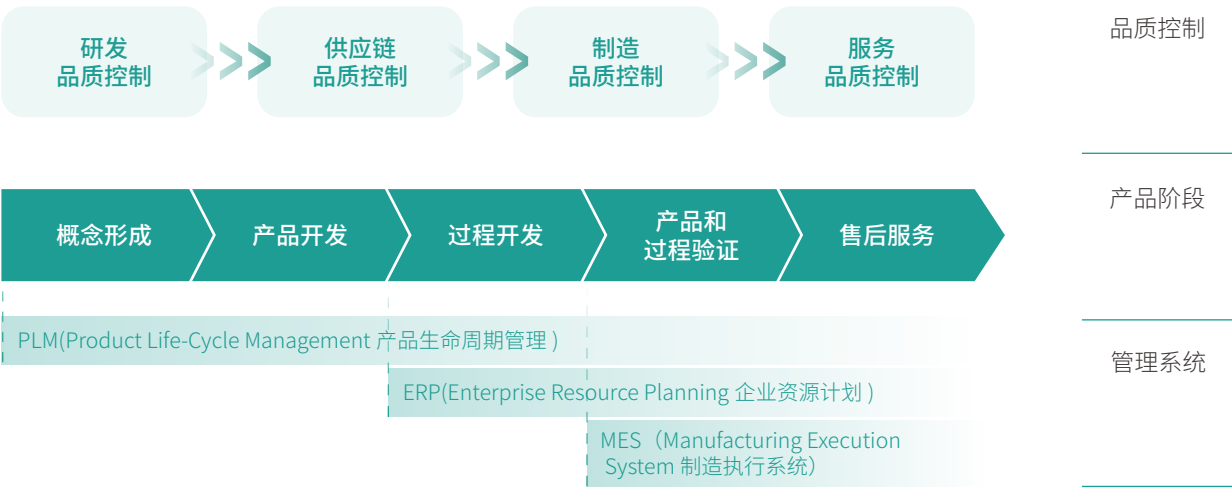 研发
品质控制
供应链
品质控制
制造
品质控制
服务
品质控制
品质控制
概念形成
产品开发
过程开发
产品和
过程验证
售后服务
产品阶段
PLM(Product Life-Cycle Management 产品生命周期管理 )
ERP(Enterprise Resource Planning 企业资源计划 )
MES（Manufacturing Execution
System 制造执行系统）
管理系统